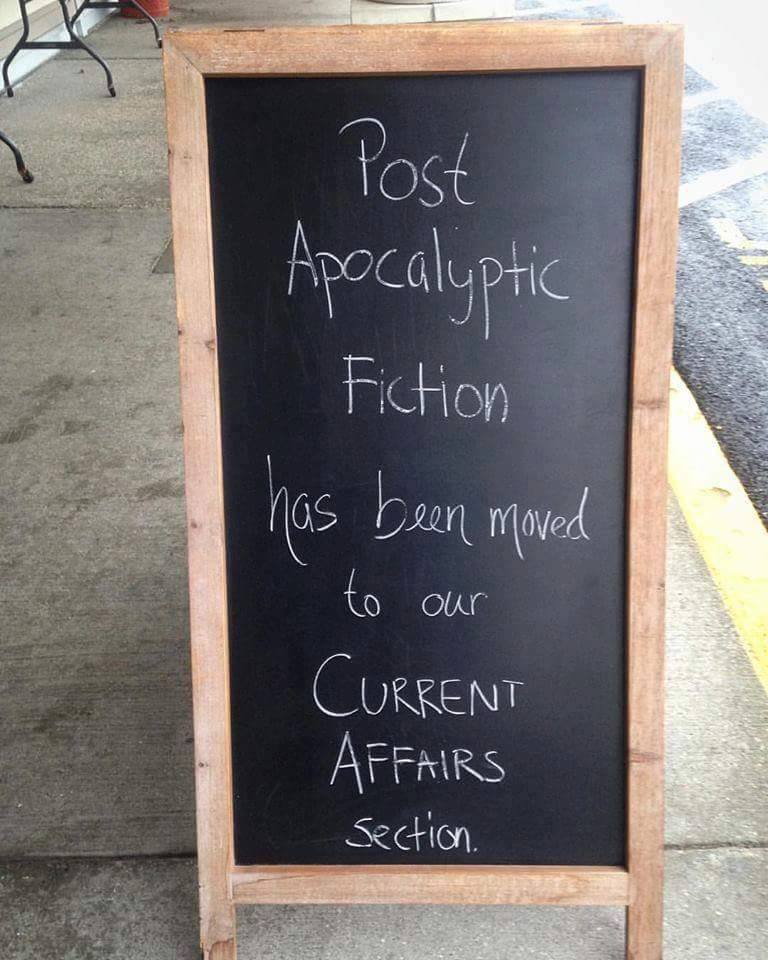 Post
Apocalyptic
Fiction
has been moved
to our
CURRENT
AFFAIRS
section.